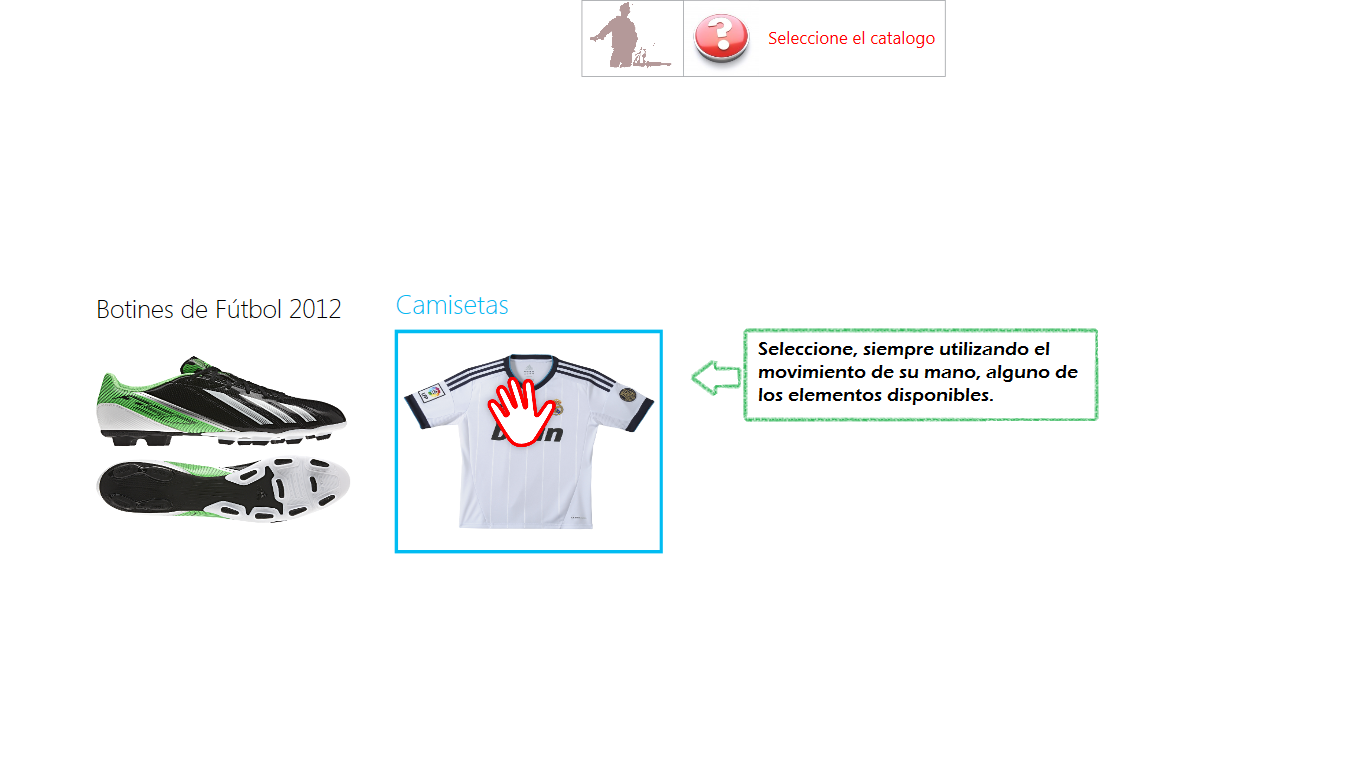 Seleccione el catalogo
Botines de Fútbol 2012
Camisetas
Seleccione, siempre utilizando el
movimiento de su mano, alguno de
los elementos disponibles.